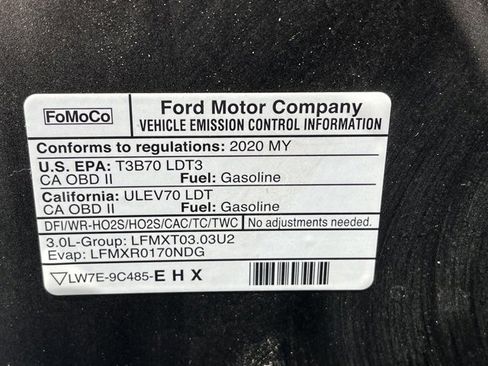 FoMoCo
Ford Motor Company
VEHICLE EMISSION CONTROL INFORMATION
Conforms to regulations: 2020 MY
U.S. EPA: T3B70 LDT3
CA OBD II Fuel: Gasoline
California: ULEV70 LDT
CA OBD II Fuel: Gasoline
DFI/WR-HO2S/HO2S/CAC/TC/TWC No adjustments needed.
3.0L-Group: LFMXT03.03U2
Evap: LFMXR0170NDG
LW7E-9C485-E H X